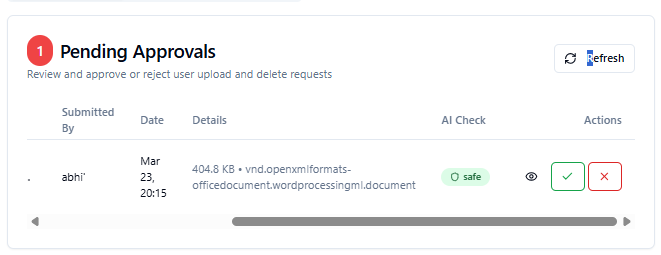 1 Pending Approvals
Review and approve or reject user upload and delete requests
Refresh
Submitted
By
Date
Details
AI Check
Actions
.
abhi'
Mar
23,
20:15
404.8 KB • vnd.openxmlformats-
officedocument.wordprocessingml.document
safe